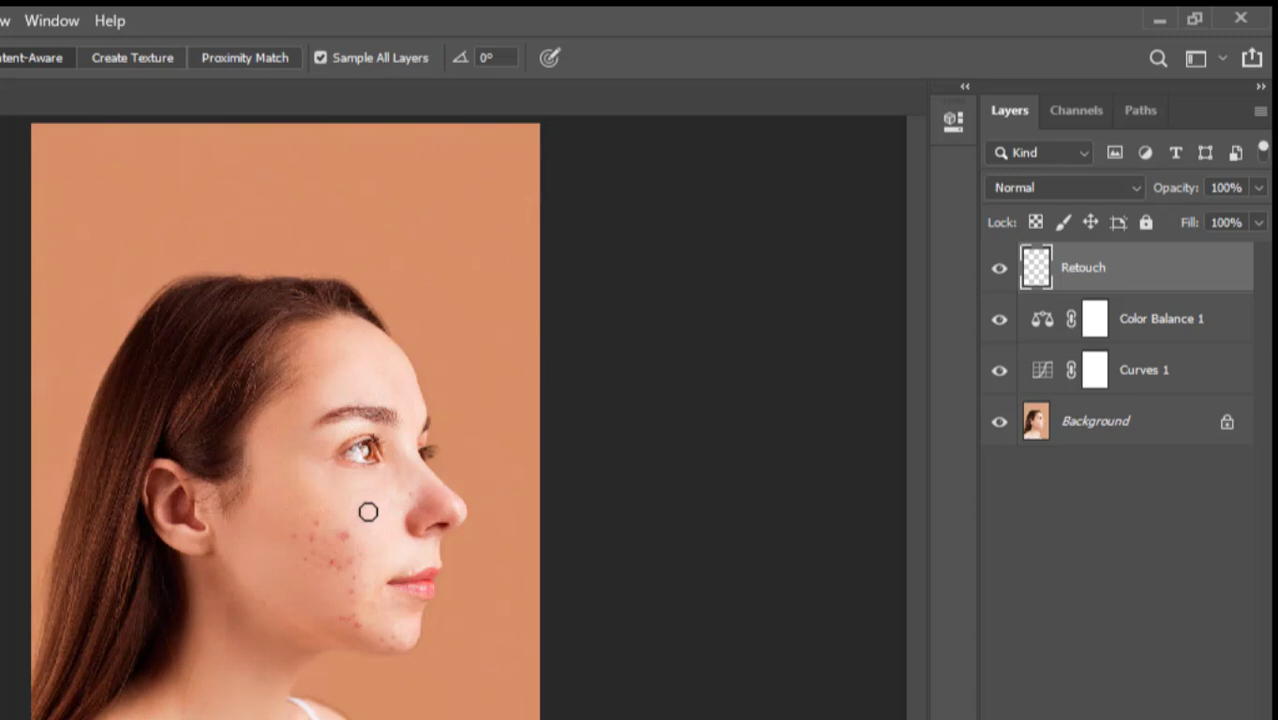 w Window Help
tent-Aware Create Texture Proximity Match Sample All Layers 0°
Layers Channels Paths
Kind
Normal Opacity: 100%
Lock: Fill: 100%
Retouch
Color Balance 1
Curves 1
Background